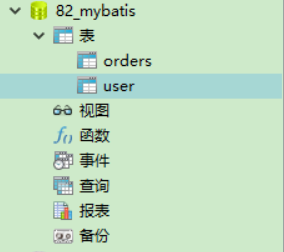 82_mybatis
表
orders
user
视图
函数
事件
查询
报表
备份